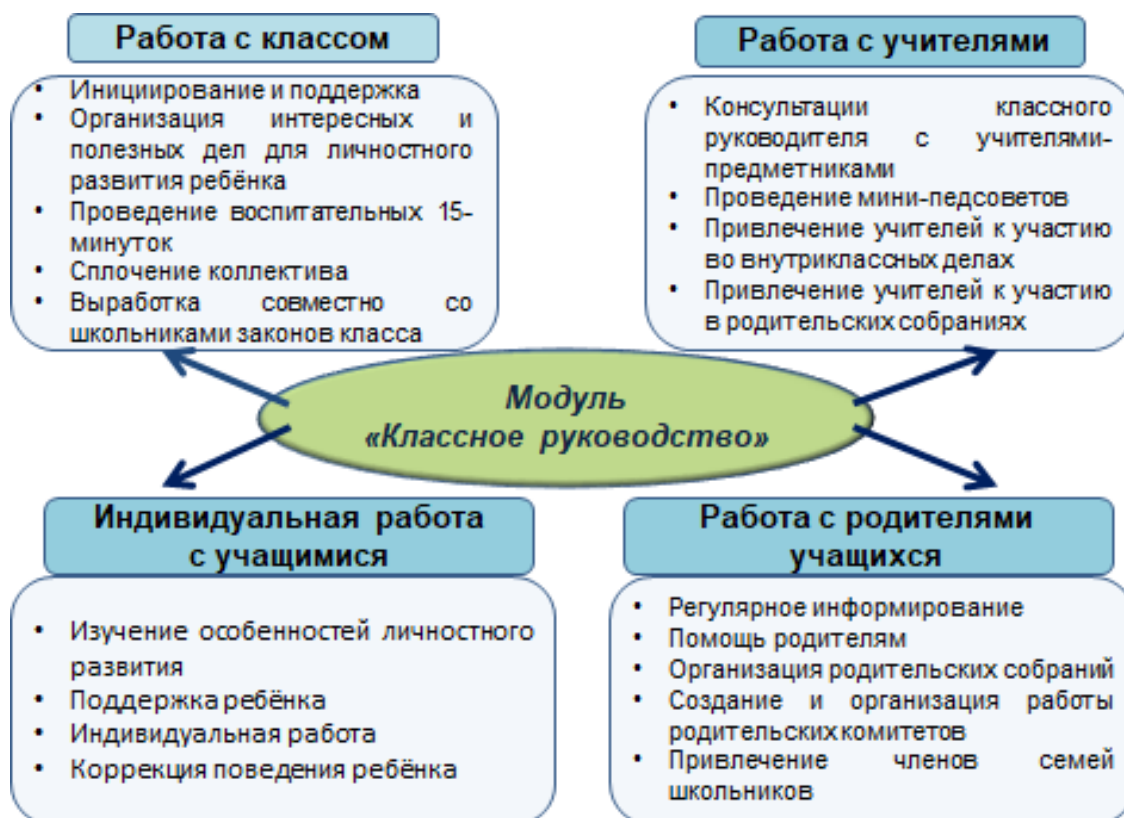 Работа с классом
• Инициирование и поддержка
• Организация интересных и
полезных дел для личностного
развития ребёнка
• Проведение воспитательных 15-
минуток
• Сплочение коллектива
• Выработка совместно со
школьниками законов класса
Работа с учителями
• Консультации классного
руководителя с учителями-
предметниками
• Проведение мини-педсоветов
• Привлечение учителей к участию
во внутриклассных делах
• Привлечение учителей к участию
в родительских собраниях
Модуль
«Классное руководство»
Индивидуальная работа
с учащимися
• Изучение особенностей личностного
развития
• Поддержка ребёнка
• Индивидуальная работа
• Коррекция поведения ребёнка
Работа с родителями
учащихся
• Регулярное информирование
• Помощь родителям
• Организация родительских собраний
• Создание и организация работы
родительских комитетов
• Привлечение членов семей
школьников